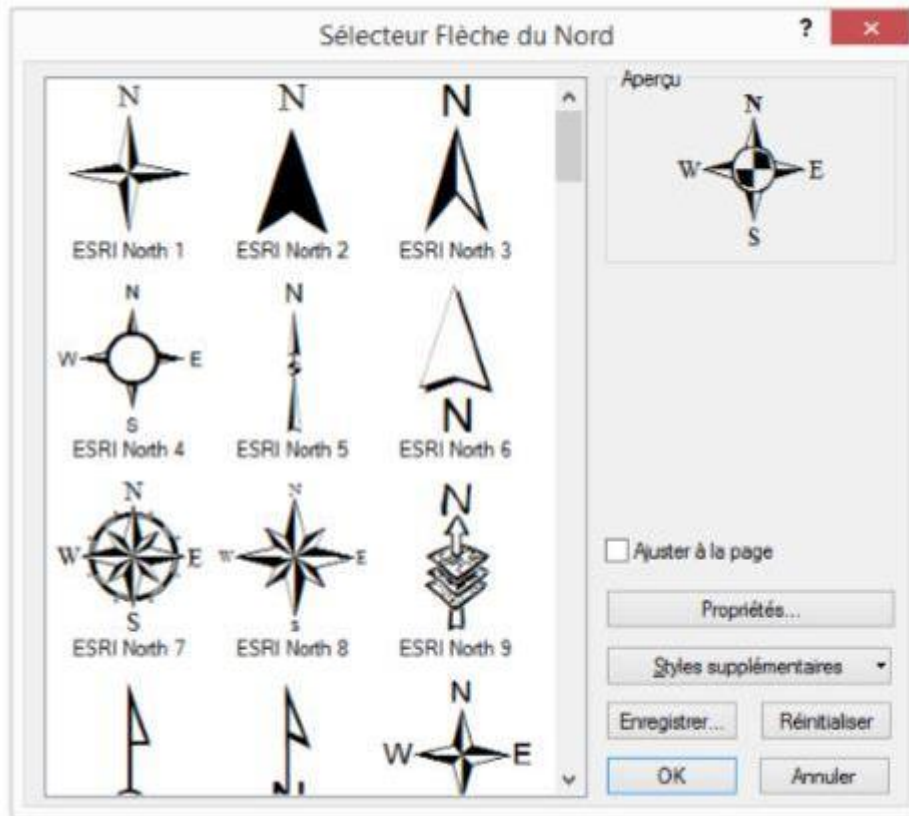 Sélecteur Flèche du Nord
?
N N N
ESRI North 1 ESRI North 2 ESRI North 3
N
W E
S
N
N
ESRI North 4 ESRI North 5 ESRI North 6
N
W E
S
N
W E
S
N
ESRI North 7 ESRI North 8 ESRI North 9
N
W E
Aperçu
N
W E
S
Ajuster à la page
Propriétés...
Styles supplémentaires
Enregistrer... Réinitialiser
OK Annuler